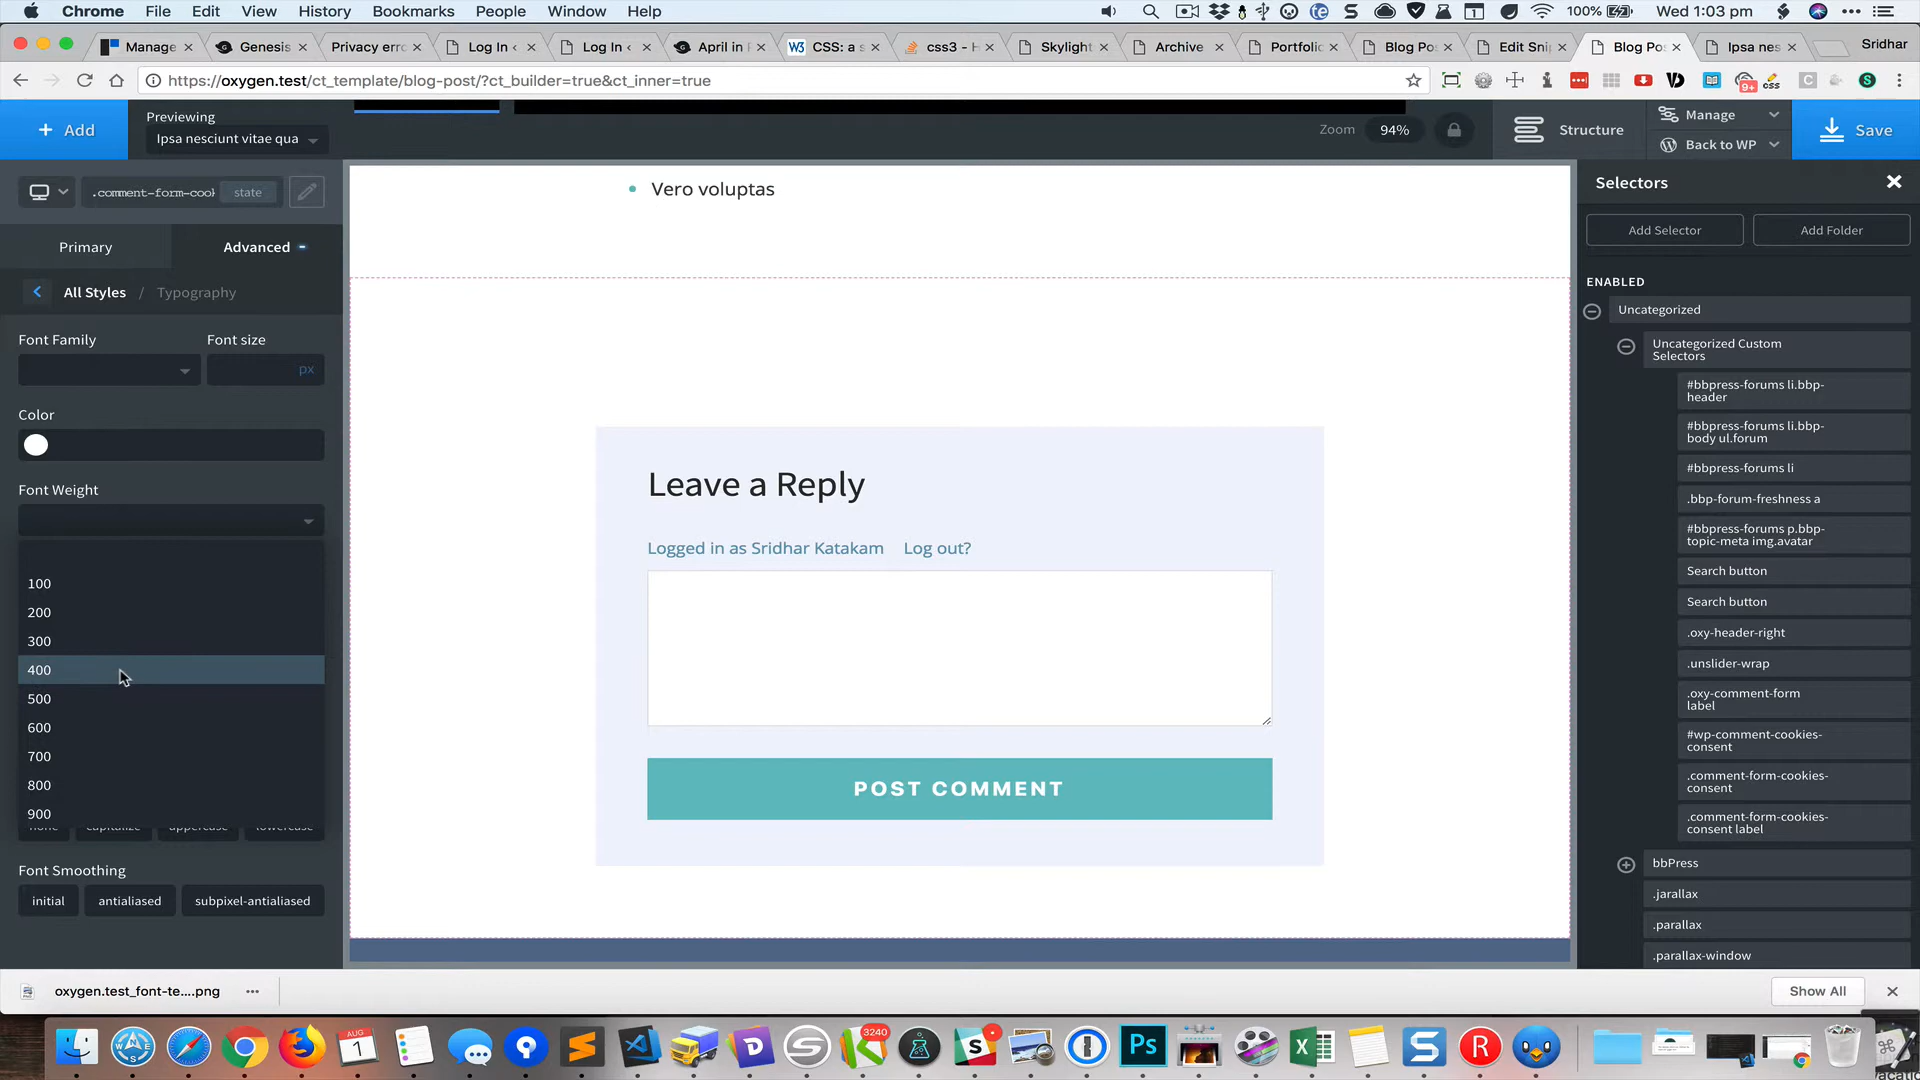 Chrome File Edit View History Bookmarks People Window Help 100% Wed 1:03 pm
Manage Genesis Privacy erro Log In ‹ Log In ‹ April in CSS: a s css3 - H Skylight Archive Portfolio Blog Po Edit Sni Blog Po Ipsa nes Sridhar
https://oxygen.test/ct_template/blog-post/?ct_builder=true&ct_inner=true
+ Add
Previewing
Ipsa nesciunt vitae qua
Zoom 94%
Structure
Manage
Back to WP
Save
.comment-form-cook state
Primary Advanced
All Styles / Typography
Font Family Font size
px
Color
Font Weight
100
200
300
400
500
600
700
800
900
none capitalize uppercase lowercase
Font Smoothing
initial antialiased subpixel-antialiased
Vero voluptas
Leave a Reply
Logged in as Sridhar Katakam Log out?
POST COMMENT
Selectors
Add Selector Add Folder
ENABLED
Uncategorized
Uncategorized Custom
Selectors
#bbpress-forums li.bbp-
header
#bbpress-forums li.bbp-
body ul.forum
#bbpress-forums li
.bbp-forum-freshness a
#bbpress-forums p.bbp-
topic-meta img.avatar
Search button
Search button
.oxy-header-right
.unslider-wrap
.oxy-comment-form
label
#wp-comment-cookies-
consent
.comment-form-cookies-
consent
.comment-form-cookies-
consent label
bbPress
.jarallax
.parallax
.parallax-window
oxygen.test_font-te....png
Show All
AUG
1
3240
Ps